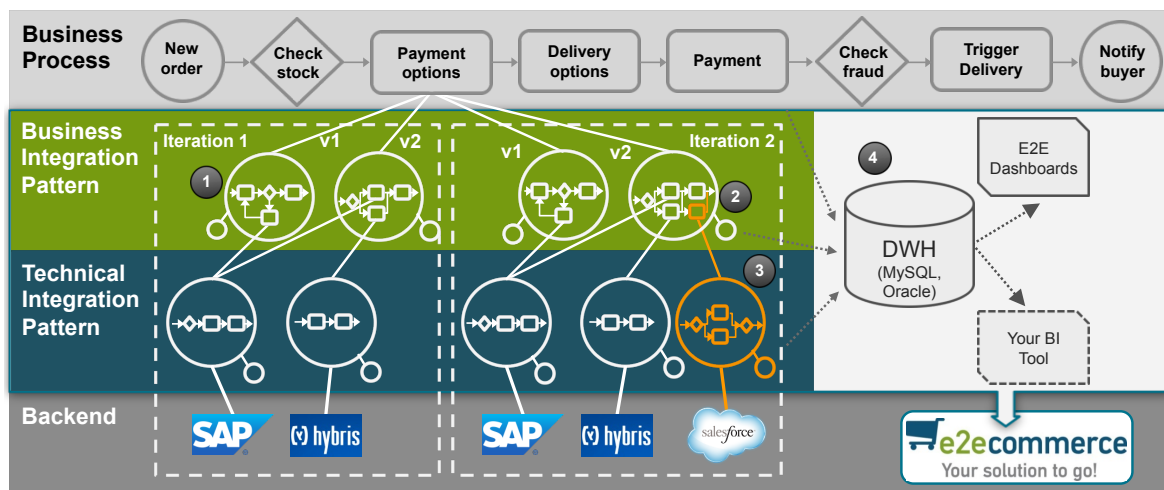 Business
Process
New
order
Check
stock
Payment
options
Delivery
options
Payment
Check
fraud
Trigger
Delivery
Notify
buyer
Business
Integration
Pattern
Iteration 1
v1
v2
1
v1
v2
Iteration 2
2
4
E2E
Dashboards
DWH
(MySQL,
Oracle)
Technical
Integration
Pattern
3
Your BI
Tool
Backend
SAP
(v) hybris
SAP
(v) hybris
salesforce
e2ecommerce
Your solution to go!